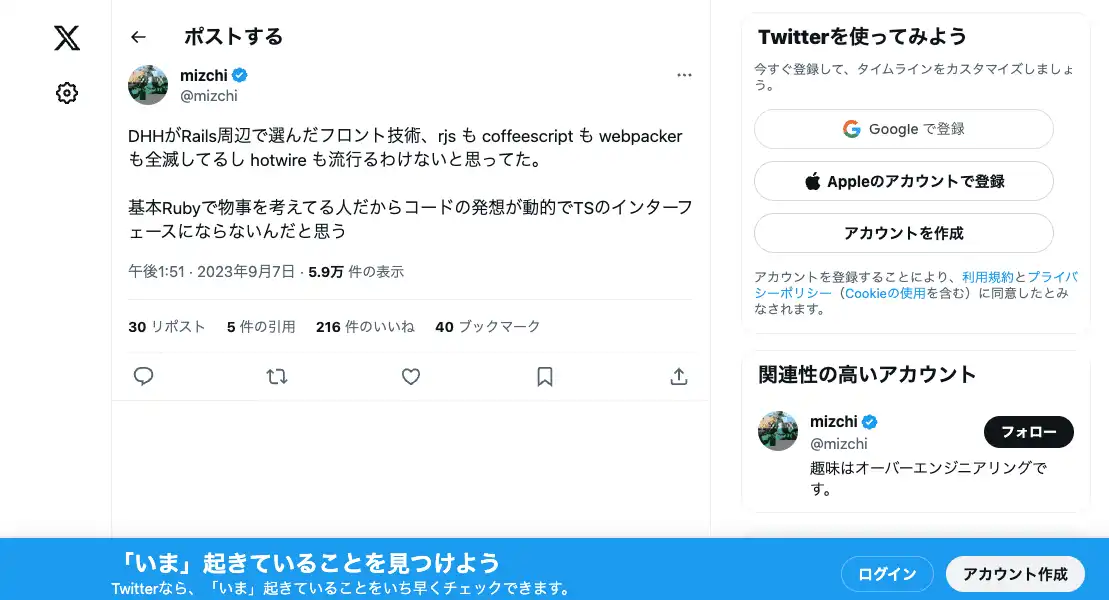 ポストする
mizchi
@mizchi
DHHがRails周辺で選んだフロント技術、rjs も coffeescript も webpacker
も全滅してるし hotwire も流行るわけないと思ってた。
基本Rubyで物事を考えてる人だからコードの発想が動的でTSのインターフ
ェースにならないんだと思う
午後1:51 · 2023年9月7日 · 5.9万 件の表示
30 リポスト 5 件の引用 216 件のいいね 40 ブックマーク
Twitterを使ってみよう
今すぐ登録して、タイムラインをカスタマイズしましょ
う。
Google で登録
Appleのアカウントで登録
アカウントを作成
アカウントを登録することにより、利用規約とプライバ
シーポリシー（Cookieの使用を含む）に同意したとみ
なされます。
関連性の高いアカウント
mizchi
@mizchi
フォロー
趣味はオーバーエンジニアリングで
す。
「いま」起きていることを見つけよう
Twitterなら、「いま」起きていることをいち早くチェックできます。
ログイン
アカウント作成